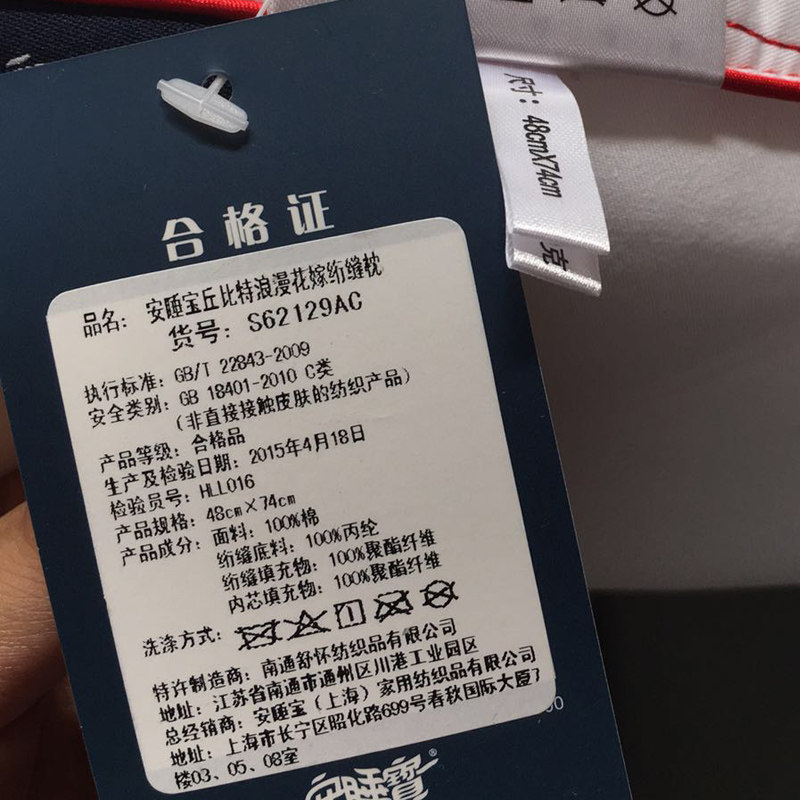 尺寸：48cmX74cm
克
合格证
品名：安睡宝丘比特浪漫花嫁绗缝枕
货号：S62129AC
执行标准：GB/T 22843-2009
安全类别：GB 18401-2010 C类
(非直接接触皮肤的纺织产品)
产品等级：合格品
生产及检验日期：2015年4月18日
检验员号：HLL016
产品规格：48cm×74cm
产品成分：面料：100%棉
绗缝底料：100%丙纶
绗缝填充物：100%聚酯纤维
内芯填充物：100%聚酯纤维
洗涤方式：
特许制造商：南通舒怀纺织品有限公司
地址：江苏省南通市通州区川港工业园区
总经销商：安睡宝（上海）家用纺织品有限公司
地址：上海市长宁区昭化路699号春秋国际大厦7
楼03、05、08室
安睡寶®